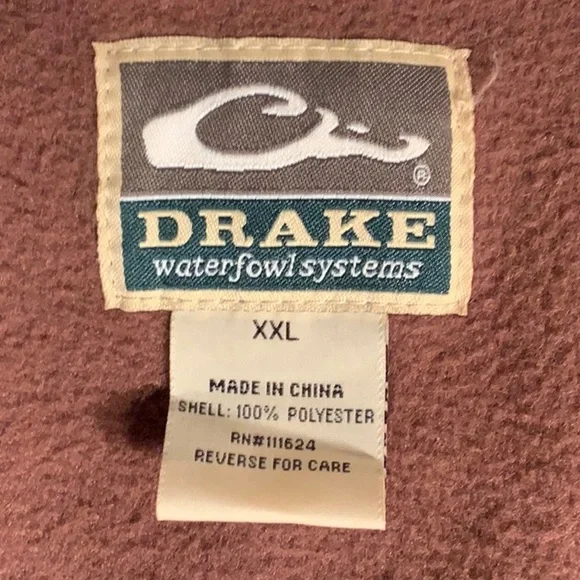 ®
DRAKE
waterfowl systems
XXL
MADE IN CHINA
SHELL: 100% POLYESTER
RN#111624
REVERSE FOR CARE